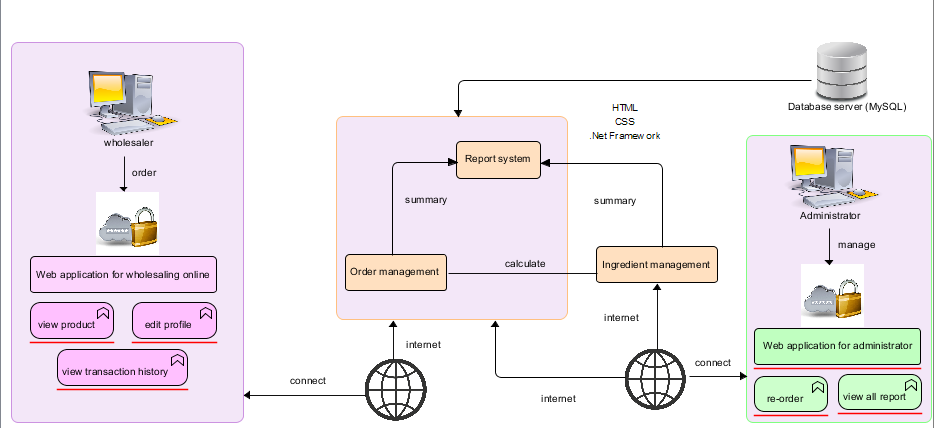 wholesaler
order
Web application for wholesaling online
view product
edit profile
view transaction history
connect
internet
Report system
summary
summary
Order management
calculate
Ingredient management
internet
internet
HTML
CSS
.Net Framework
Database server (MySQL)
Administrator
manage
Web application for administrator
connect
re-order
view all report